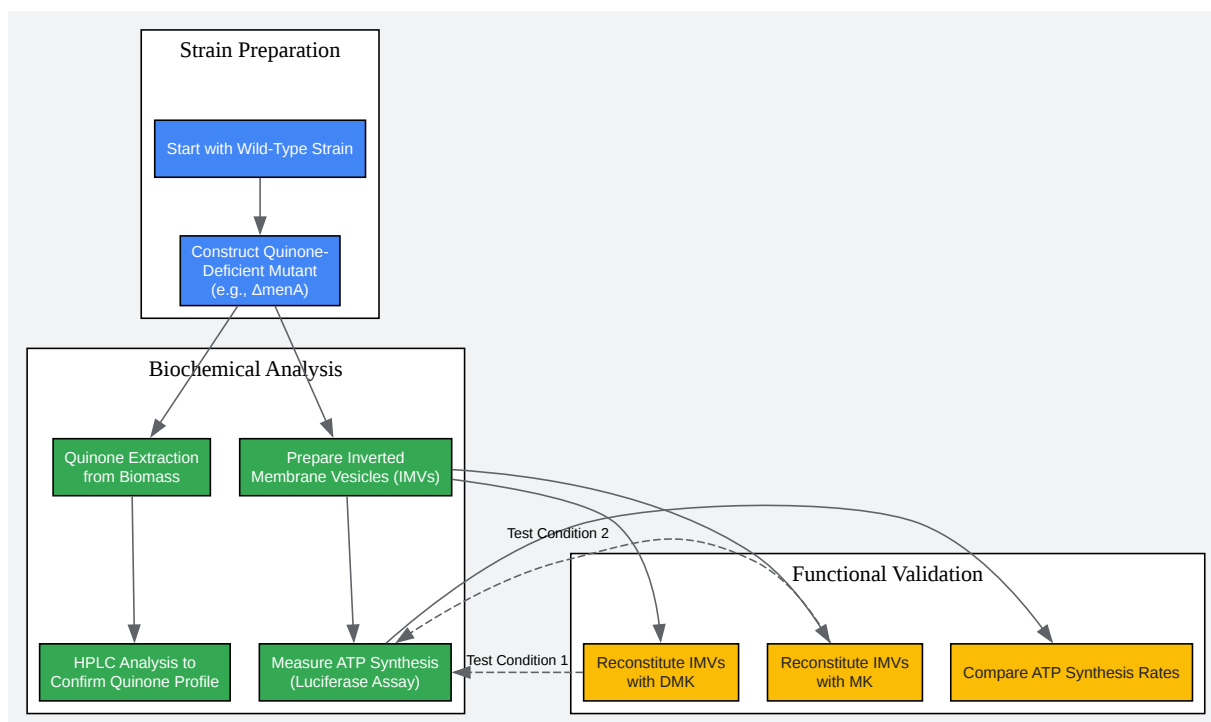 Strain Preparation
Start with Wild-Type Strain
Construct Quinone-
Deficient Mutant
(e.g., ΔmenA)
Biochemical Analysis
Quinone Extraction
from Biomass
Prepare Inverted
Membrane Vesicles (IMVs)
Test Condition 2
Functional Validation
HPLC Analysis to
Confirm Quinone Profile
Measure ATP Synthesis
(Luciferase Assay)
Test Condition 1
Reconstitute IMVs
with DMK
Reconstitute IMVs
with MK
Compare ATP Synthesis Rates